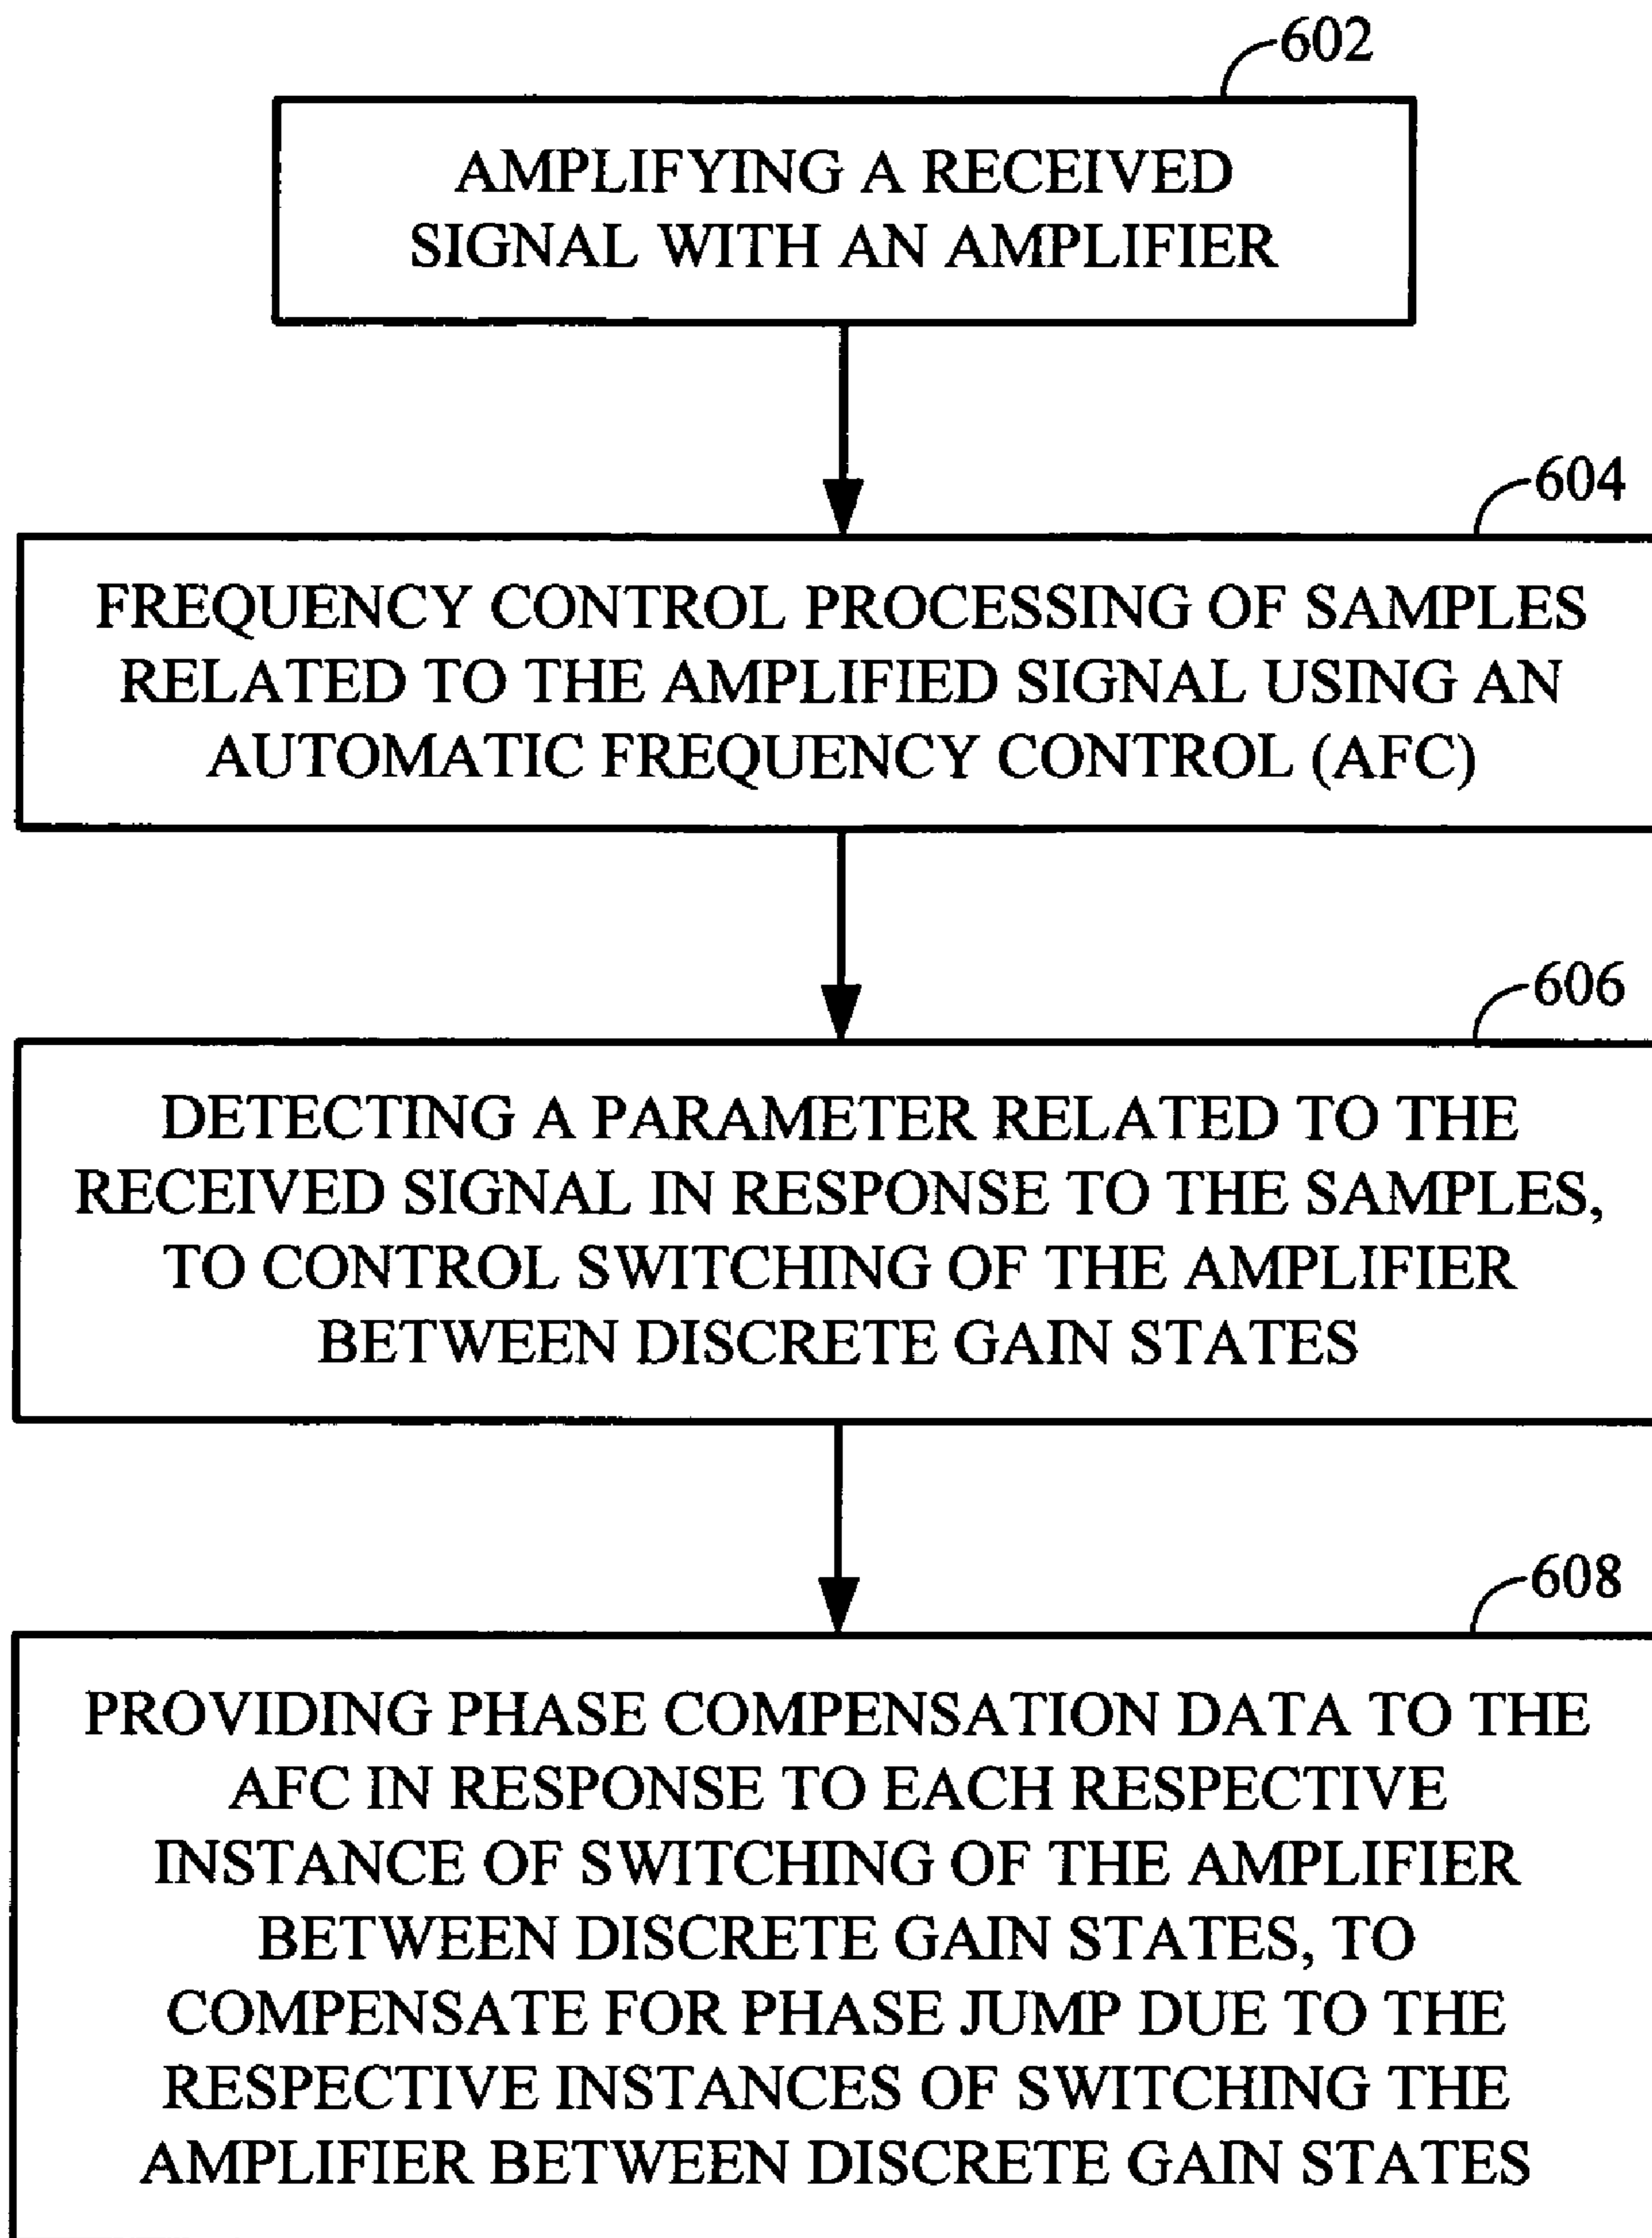 602
AMPLIFYING A RECEIVED
SIGNAL WITH AN AMPLIFIER
604
FREQUENCY CONTROL PROCESSING OF SAMPLES
RELATED TO THE AMPLIFIED SIGNAL USING AN
AUTOMATIC FREQUENCY CONTROL (AFC)
606
DETECTING A PARAMETER RELATED TO THE
RECEIVED SIGNAL IN RESPONSE TO THE SAMPLES,
TO CONTROL SWITCHING OF THE AMPLIFIER
BETWEEN DISCRETE GAIN STATES
608
PROVIDING PHASE COMPENSATION DATA TO THE
AFC IN RESPONSE TO EACH RESPECTIVE
INSTANCE OF SWITCHING OF THE AMPLIFIER
BETWEEN DISCRETE GAIN STATES, TO
COMPENSATE FOR PHASE JUMP DUE TO THE
RESPECTIVE INSTANCES OF SWITCHING THE
AMPLIFIER BETWEEN DISCRETE GAIN STATES